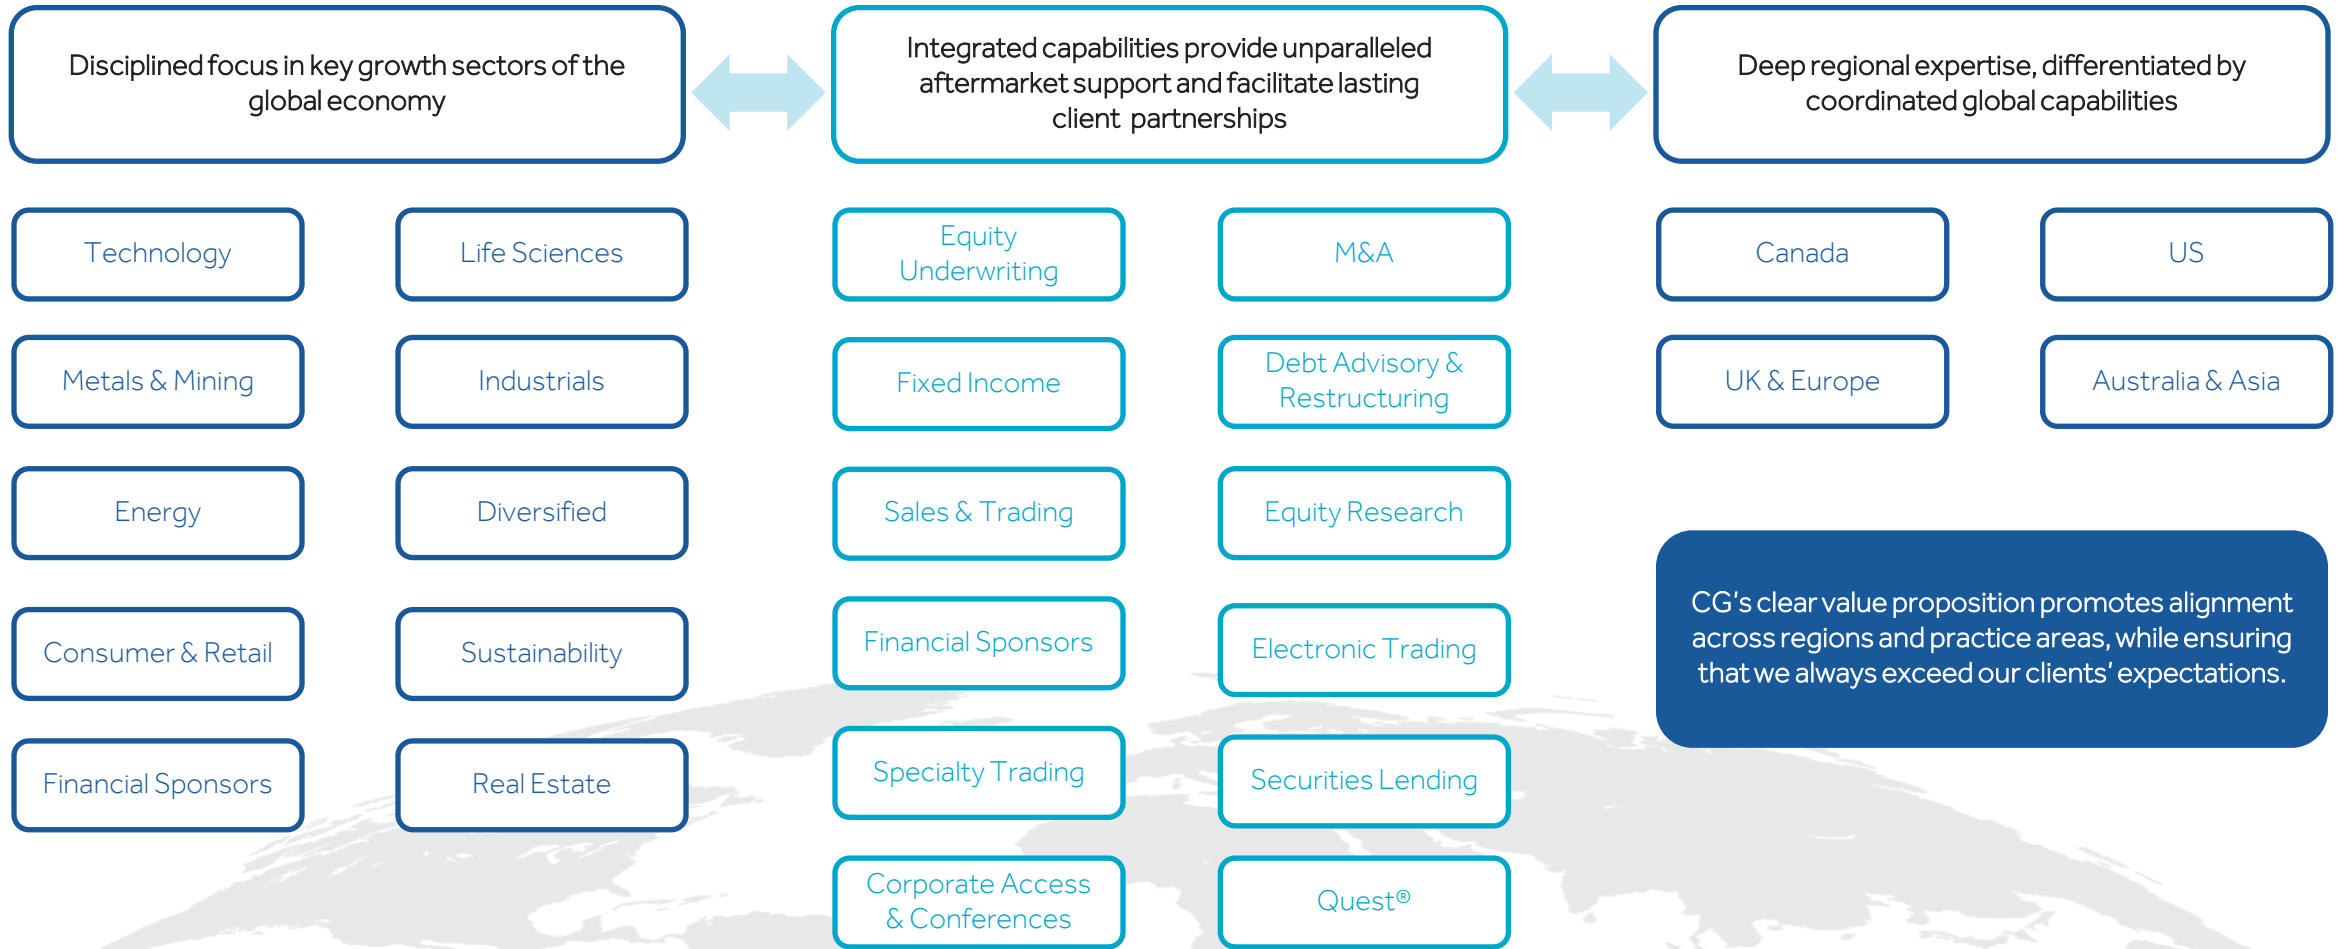 Disciplined focus in key growth sectors of the
global economy
Integrated capabilities provide unparalleled
aftermarket support and facilitate lasting
client partnerships
Deep regional expertise, differentiated by
coordinated global capabilities
Technology
Life Sciences
Metals & Mining
Industrials
Energy
Diversified
Consumer & Retail
Sustainability
Financial Sponsors
Real Estate
Equity
Underwriting
M&A
Fixed Income
Debt Advisory &
Restructuring
Sales & Trading
Equity Research
Financial Sponsors
Electronic Trading
Specialty Trading
Securities Lending
Corporate Access
& Conferences
Quest®
Canada
US
UK & Europe
Australia & Asia
CG's clear value proposition promotes alignment
across regions and practice areas, while ensuring
that we always exceed our clients' expectations.